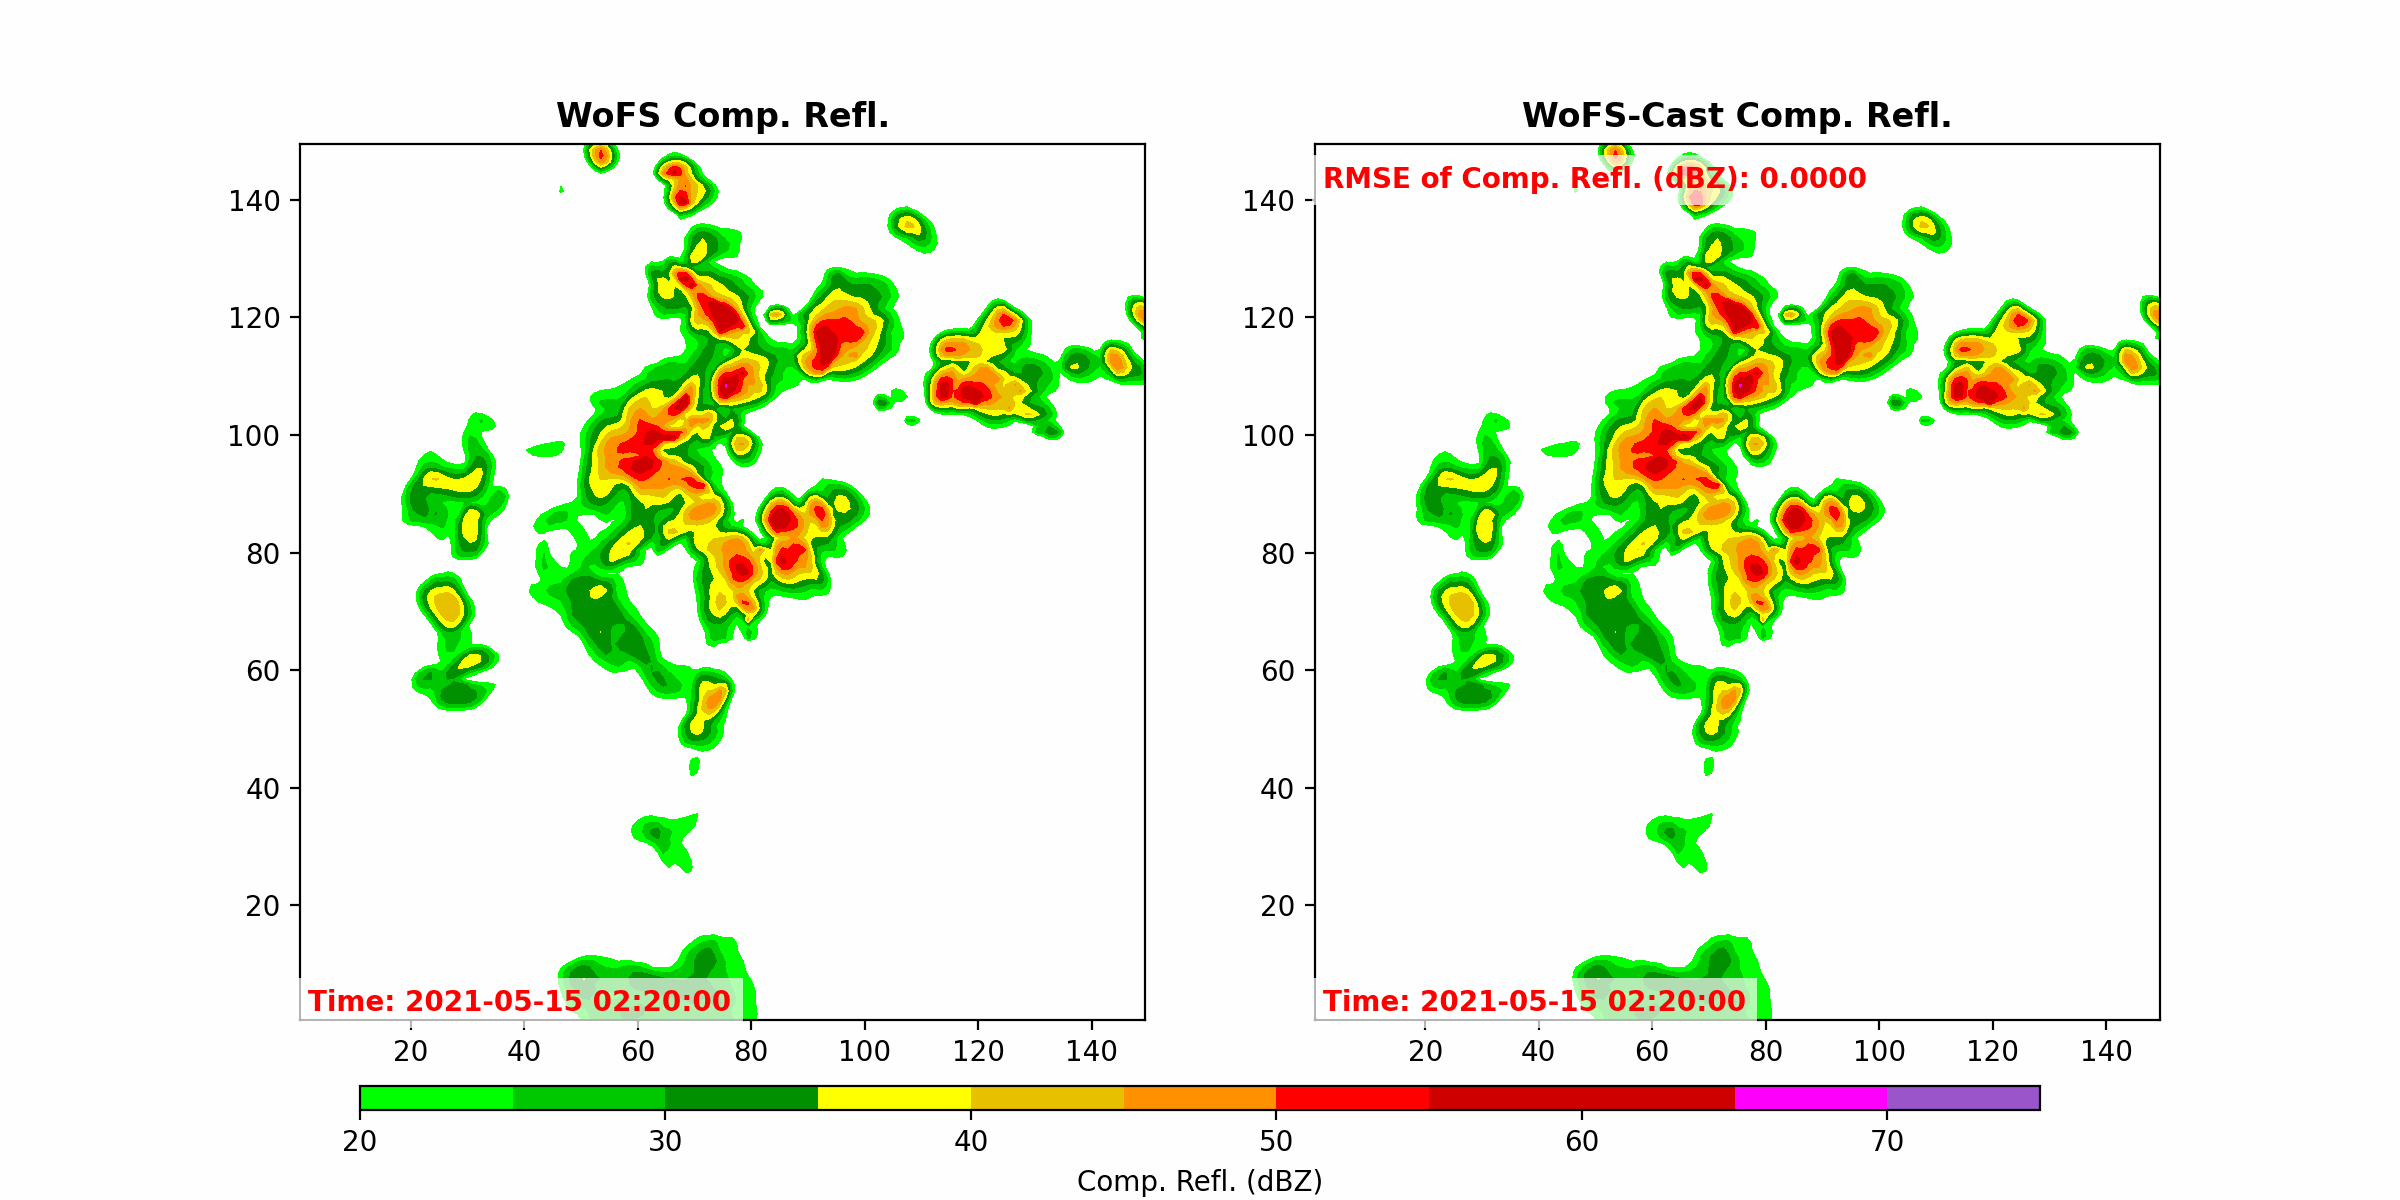 WoFS Comp. Refl.
140
120
100
80
60
40
20
Time: 2021-05-15 02:20:00
20 40 60 80 100 120 140
WoFS-Cast Comp. Refl.
RMSE of Comp. Refl. (dBZ): 0.0000
140
120
100
80
60
40
20
Time: 2021-05-15 02:20:00
20 40 60 80 100 120 140
20 30 40 50 60 70
Comp. Refl. (dBZ)